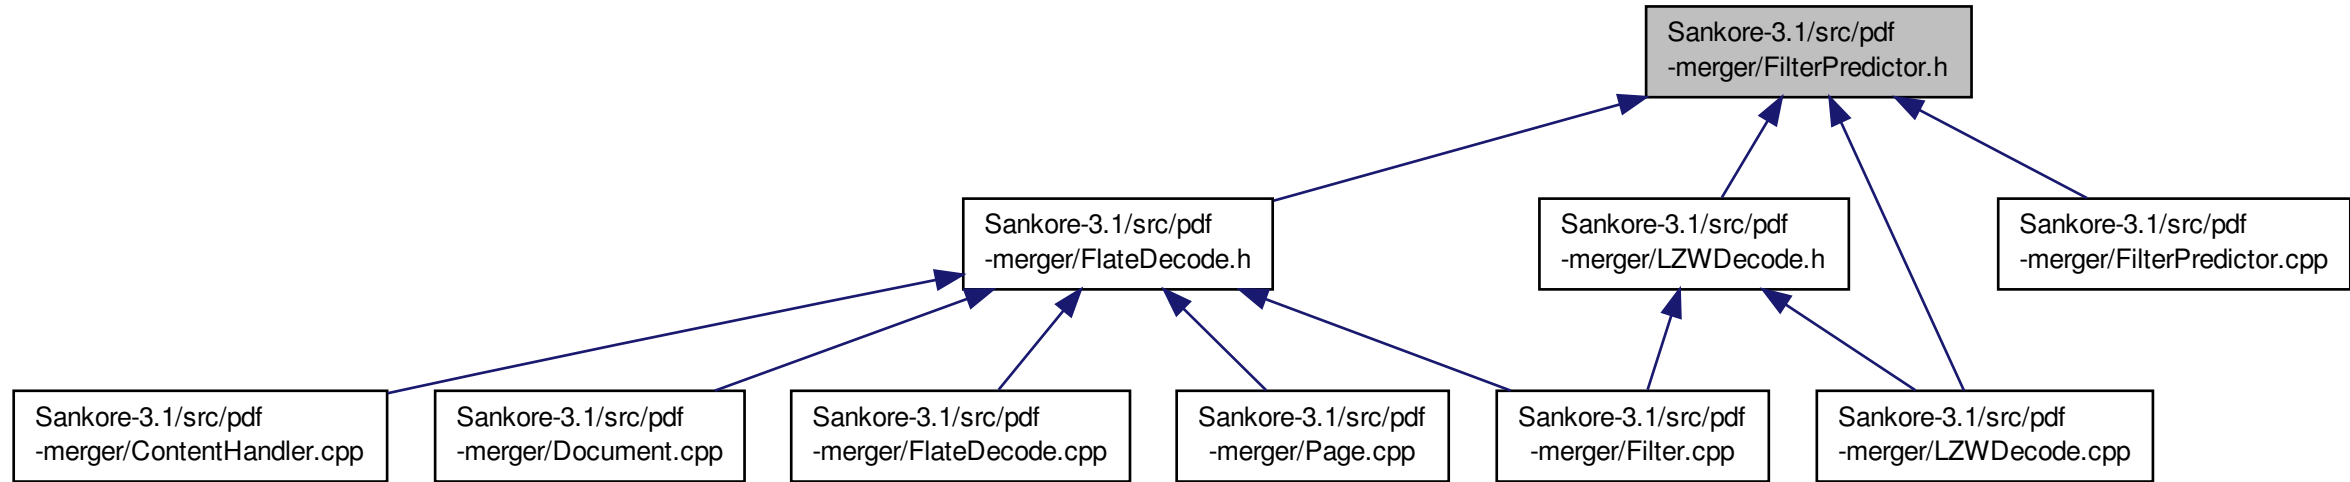 Sankore-3.1/src/pdf
-merger/FilterPredictor.h
Sankore-3.1/src/pdf
-merger/FlateDecode.h
Sankore-3.1/src/pdf
-merger/LZWDecode.h
Sankore-3.1/src/pdf
-merger/FilterPredictor.cpp
Sankore-3.1/src/pdf
-merger/ContentHandler.cpp
Sankore-3.1/src/pdf
-merger/Document.cpp
Sankore-3.1/src/pdf
-merger/FlateDecode.cpp
Sankore-3.1/src/pdf
-merger/Page.cpp
Sankore-3.1/src/pdf
-merger/Filter.cpp
Sankore-3.1/src/pdf
-merger/LZWDecode.cpp